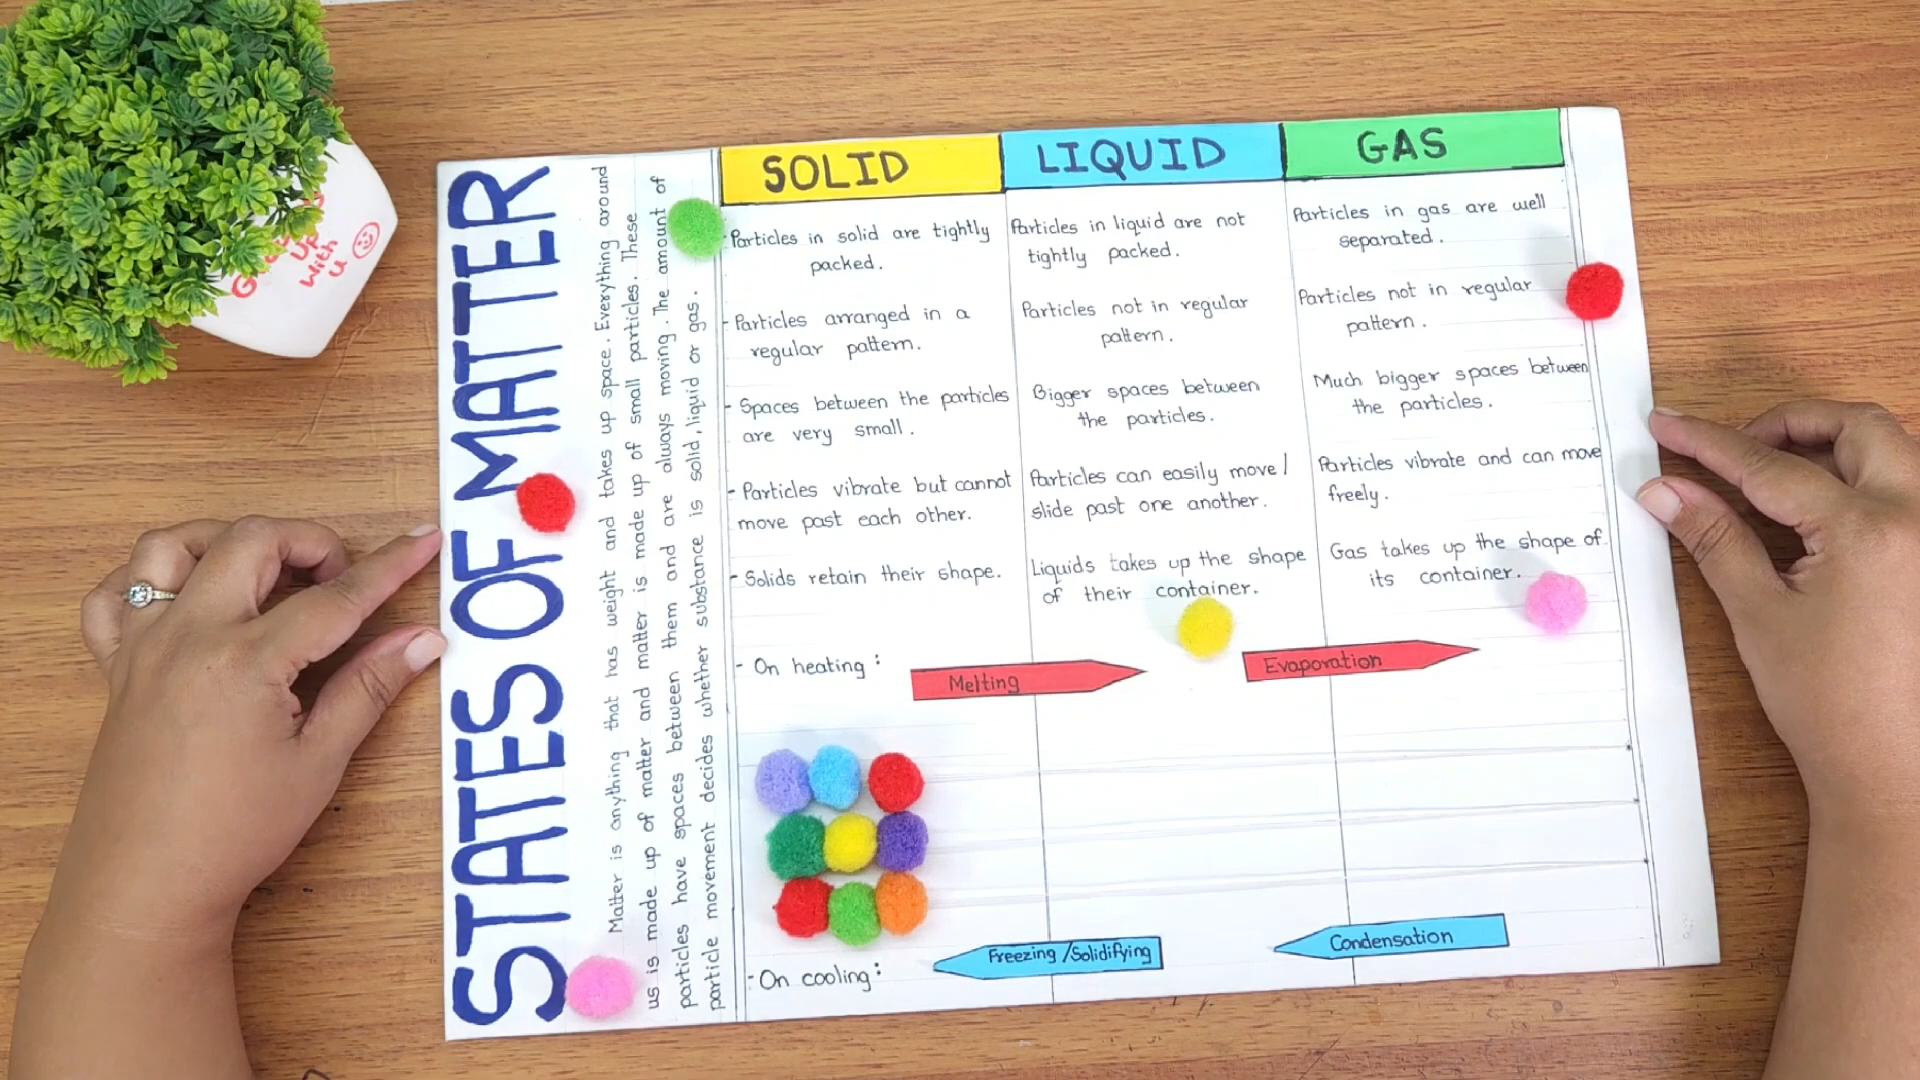 STATES OF MATTER
Matter is anything that has weight and takes up space. Everything around
us is made up of matter and matter is made up of small particles. These
particles have spaces between them and are always moving. The amount of
particle movement decides whether substance is solid, liquid or gas.
SOLID
- Particles in solid are tightly
packed.
- Particles arranged in a
regular pattern.
- Spaces between the particles
are very small.
- Particles vibrate but cannot
move past each other.
- Solids retain their shape.
LIQUID
Particles in liquid are not
tightly packed.
Particles not in regular
pattern.
Bigger spaces between
the particles.
Particles can easily move/
slide past one another.
Liquids takes up the shape
of their container.
GAS
Particles in gas are well
separated.
Particles not in regular
pattern.
Much bigger spaces between
the particles.
Particles vibrate and can move
freely.
Gas takes up the shape of
its container.
- On heating:
Melting
Evaporation
- On cooling:
Freezing/Solidifying
Condensation
Up
with
U